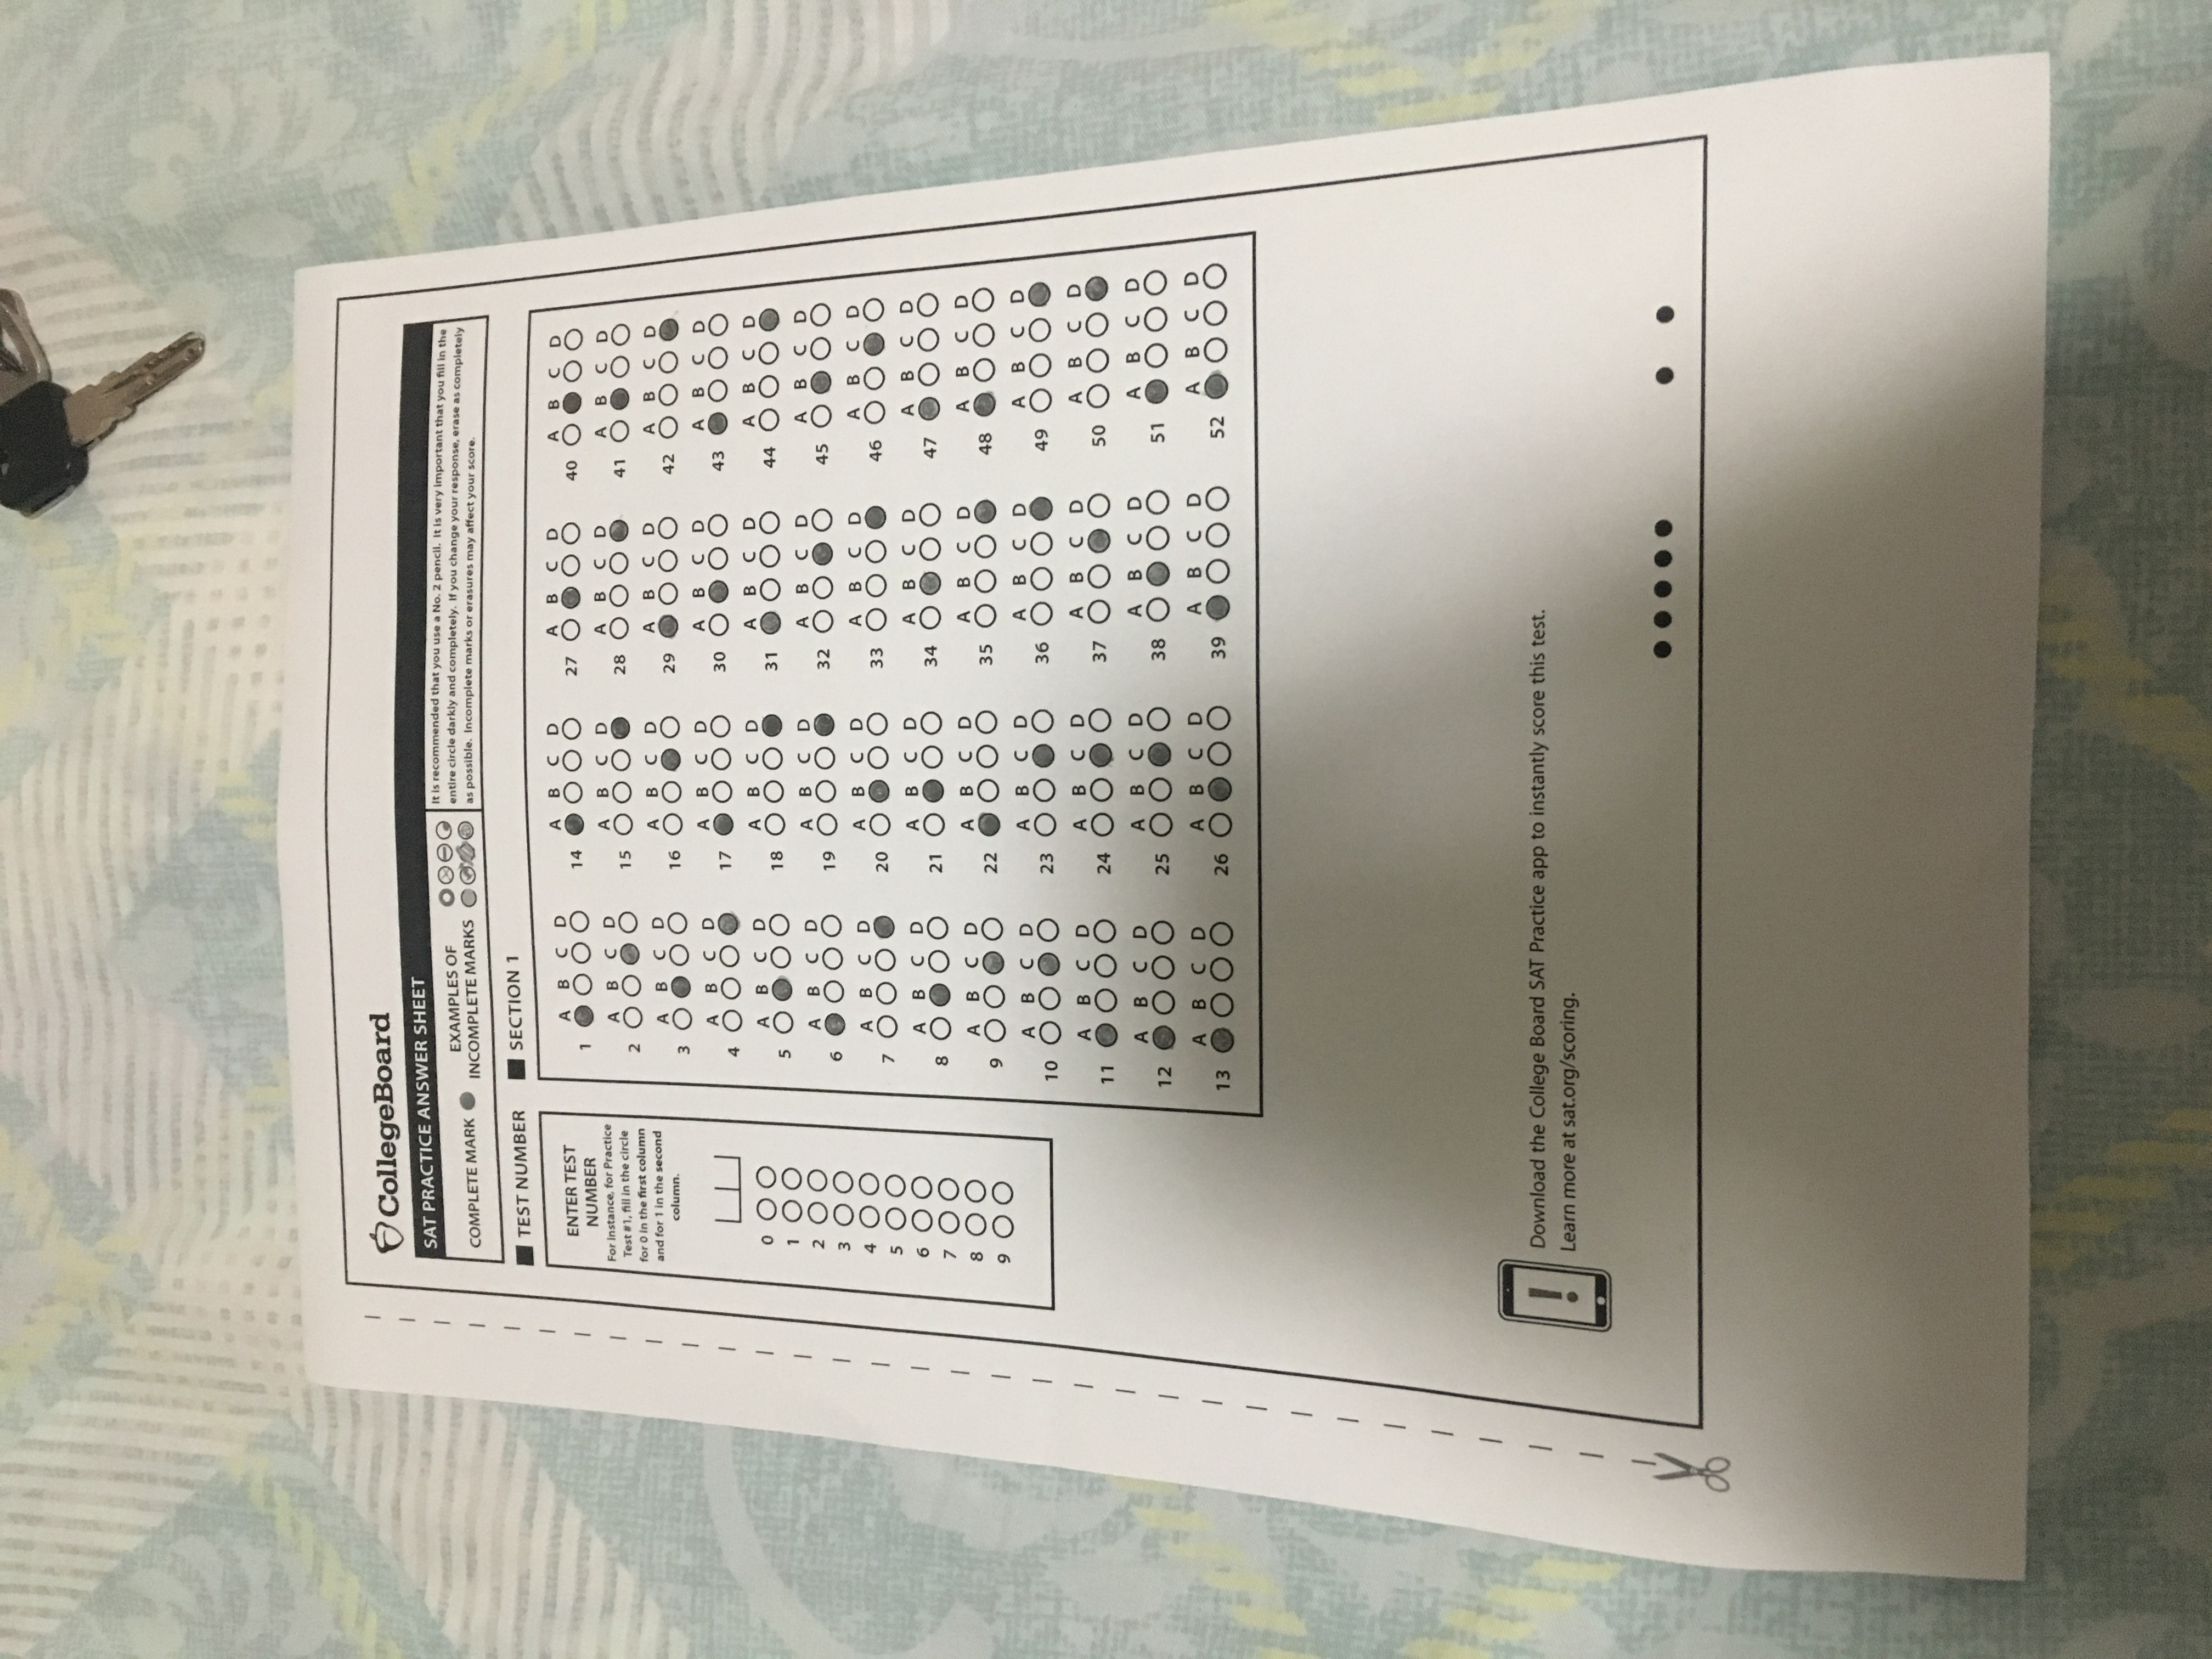 CollegeBoard
SAT PRACTICE ANSWER SHEET
COMPLETE MARK
EXAMPLES OF
INCOMPLETE MARKS
It is recommended that you use a No. 2 pencil. It is very important that you fill in the
entire circle darkly and completely. If you change your response, erase as completely
as possible. Incomplete marks or erasures may affect your score.
TEST NUMBER
ENTER TEST
NUMBER
For instance, for Practice
Test #1, fill in the circle
for 0 in the first column
and for 1 in the second
column.
0
1
2
3
4
5
6
7
8
9
SECTION 1
A B C D
1
A B C D
2
A B C D
3
A B C D
4
A B C D
5
A B C D
6
A B C D
7
A B C D
8
A B C D
9
A B C D
10
A B C D
11
A B C D
12
A B C D
13
A B C D
14
A B C D
15
A B C D
16
A B C D
17
A B C D
18
A B C D
19
A B C D
20
A B C D
21
A B C D
22
A B C D
23
A B C D
24
A B C D
25
A B C D
26
A B C D
27
A B C D
28
A B C D
29
A B C D
30
A B C D
31
A B C D
32
A B C D
33
A B C D
34
A B C D
35
A B C D
36
A B C D
37
A B C D
38
A B C D
39
A B C D
40
A B C D
41
A B C D
42
A B C D
43
A B C D
44
A B C D
45
A B C D
46
A B C D
47
A B C D
48
A B C D
49
A B C D
50
A B C D
51
A B C D
52
Download the College Board SAT Practice app to instantly score this test.
Learn more at sat.org/scoring.